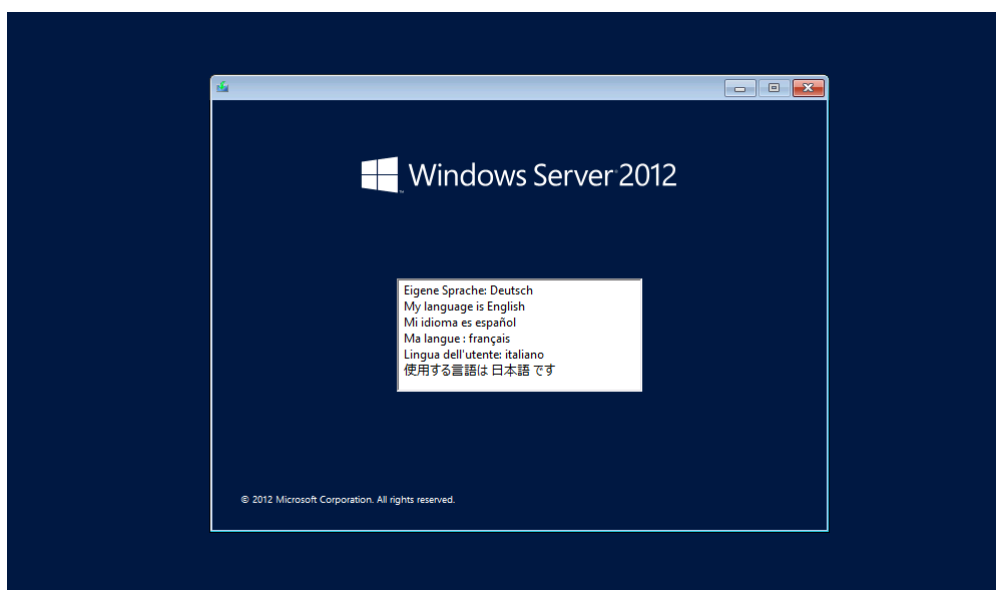 Windows Server 2012
Eigene Sprache: Deutsch
My language is English
Mi idioma es español
Ma langue : français
Lingua dell'utente: italiano
使用する言語は 日本語 です
© 2012 Microsoft Corporation. All rights reserved.